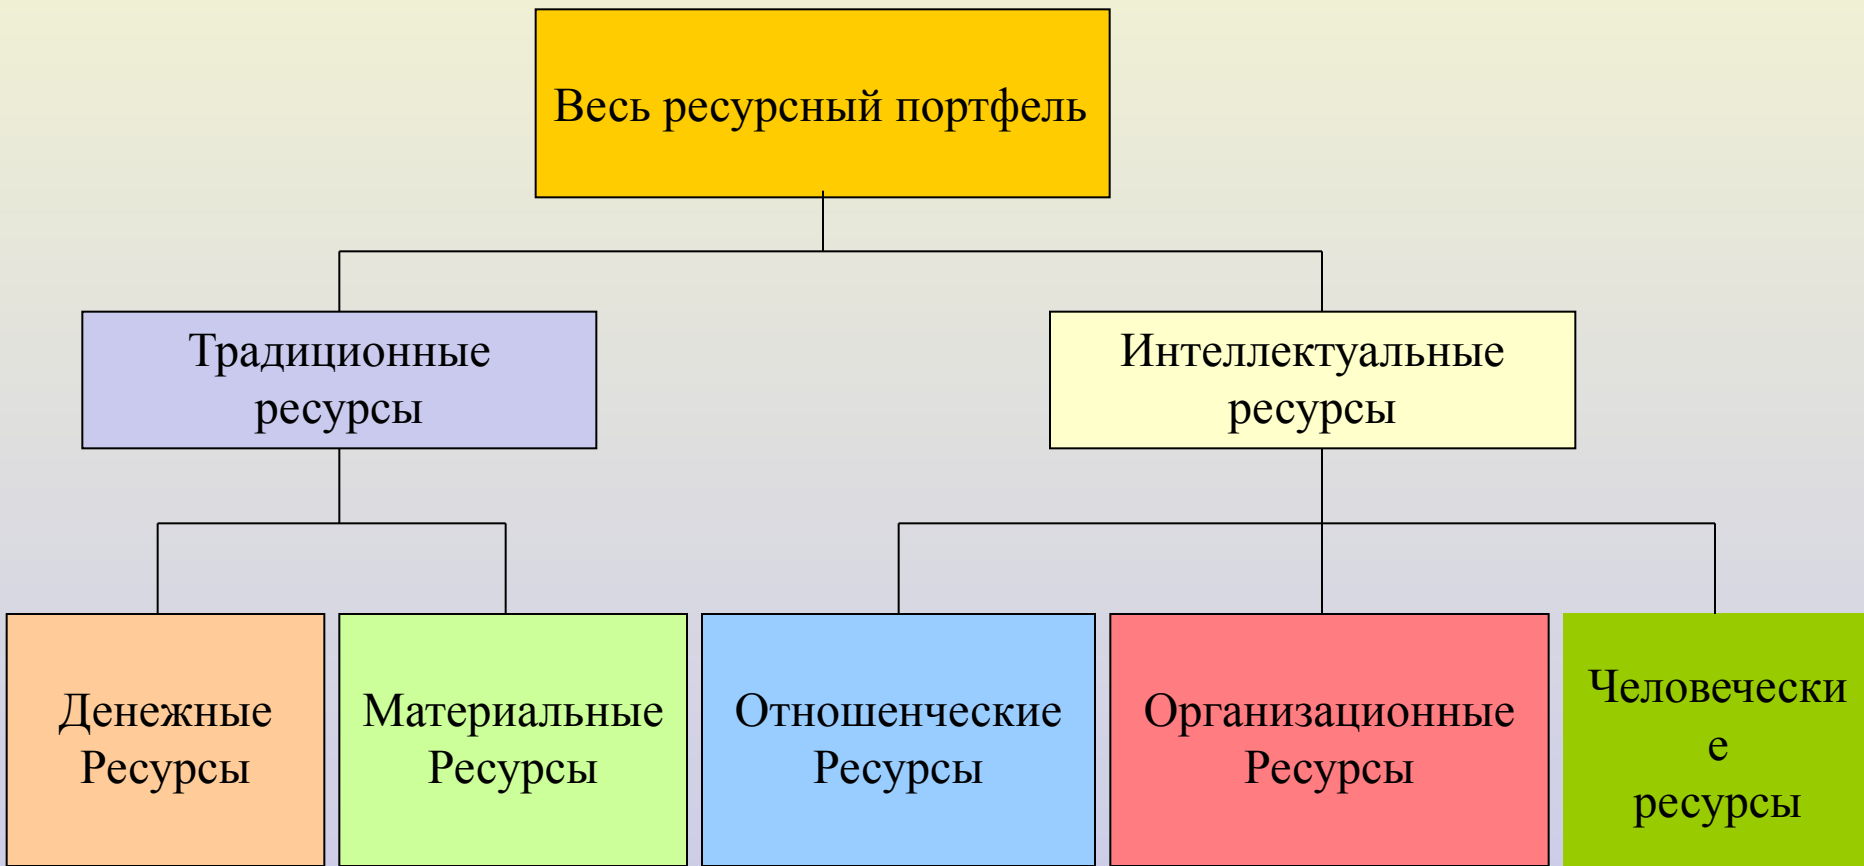 Весь ресурсный портфель
Традиционные
ресурсы
Интеллектуальные
ресурсы
Денежные
Ресурсы
Материальные
Ресурсы
Отношенческие
Ресурсы
Организационные
Ресурсы
Человечески
е
ресурсы